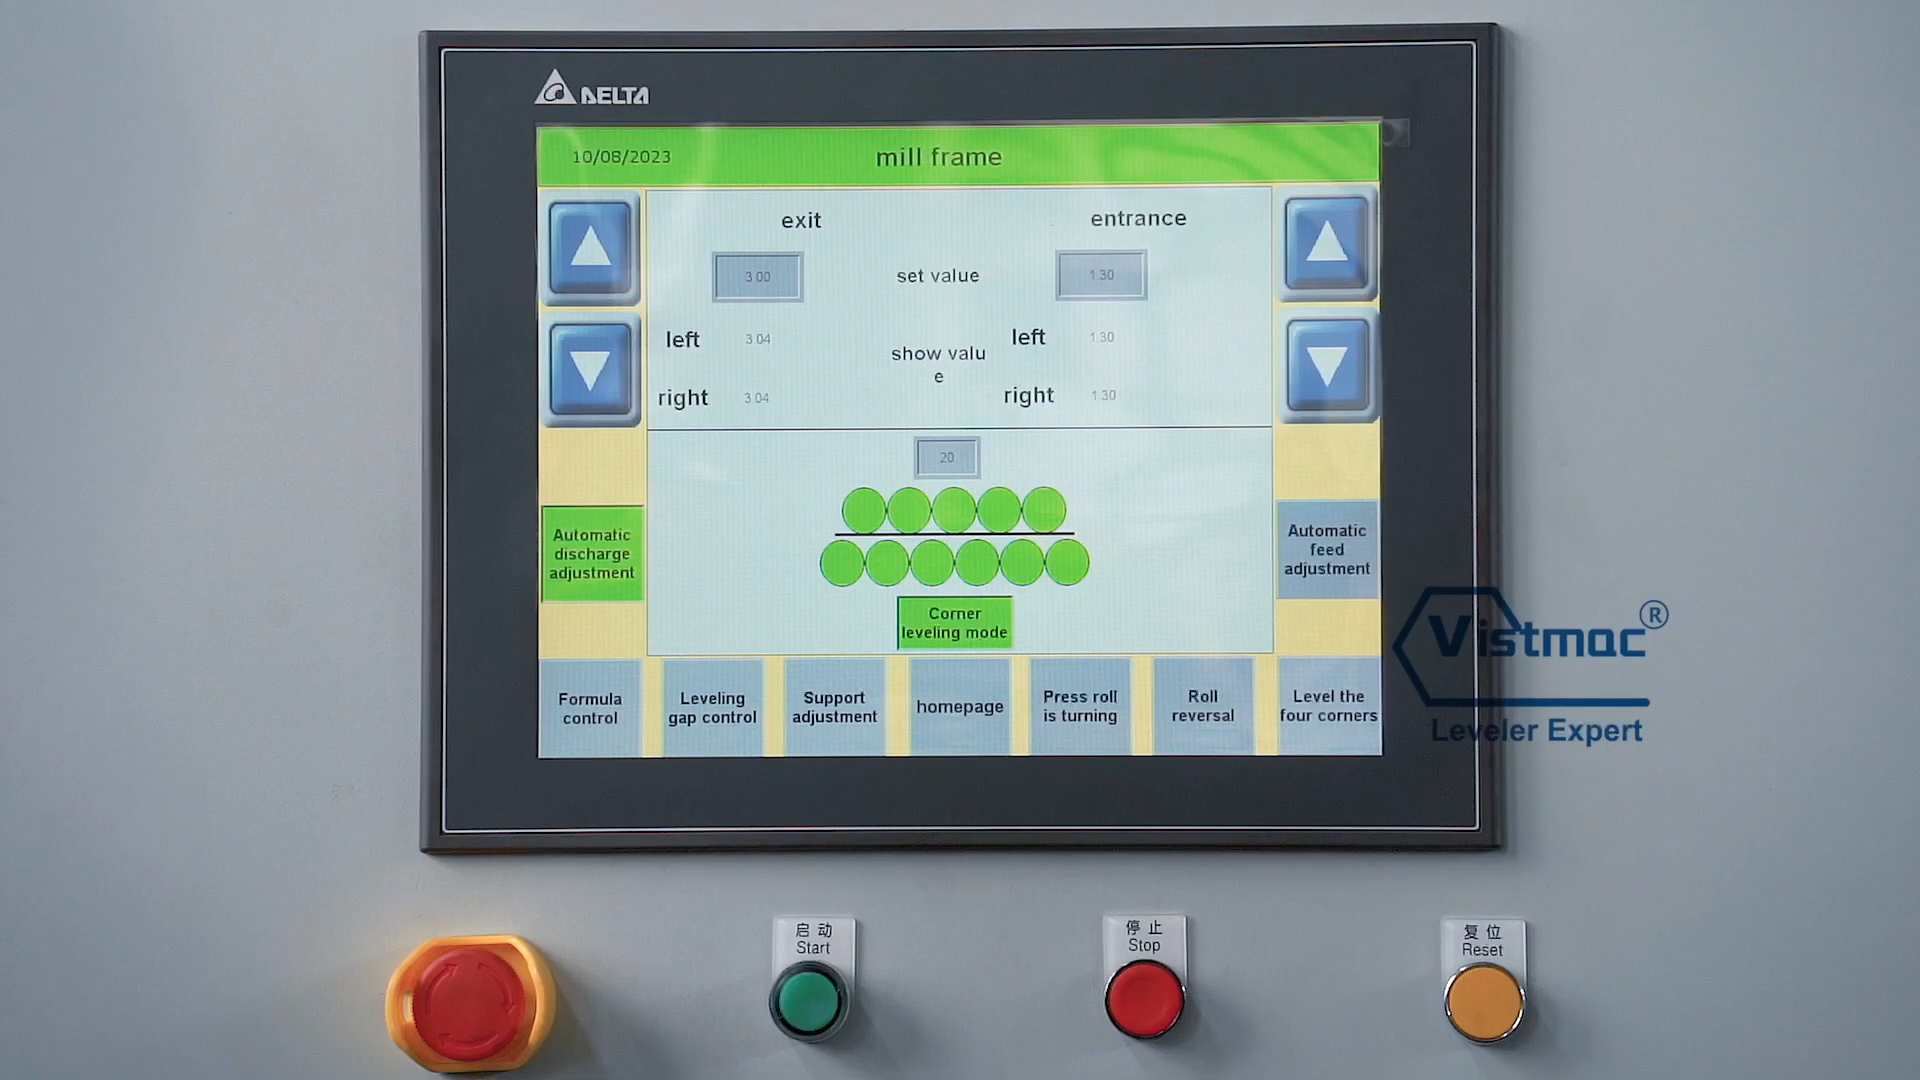 DELTA
10/08/2023
mill frame
exit
entrance
3.00
set value
1.30
left
3.04
show valu
e
left
1.30
right
3.04
right
1.30
20
Automatic
discharge
adjustment
Automatic
feed
adjustment
Corner
leveling mode
Formula
control
Leveling
gap control
Support
adjustment
homepage
Press roll
is turning
Roll
reversal
Level the
four corners
Vistmac®
Leveler Expert
启动
Start
停止
Stop
复位
Reset